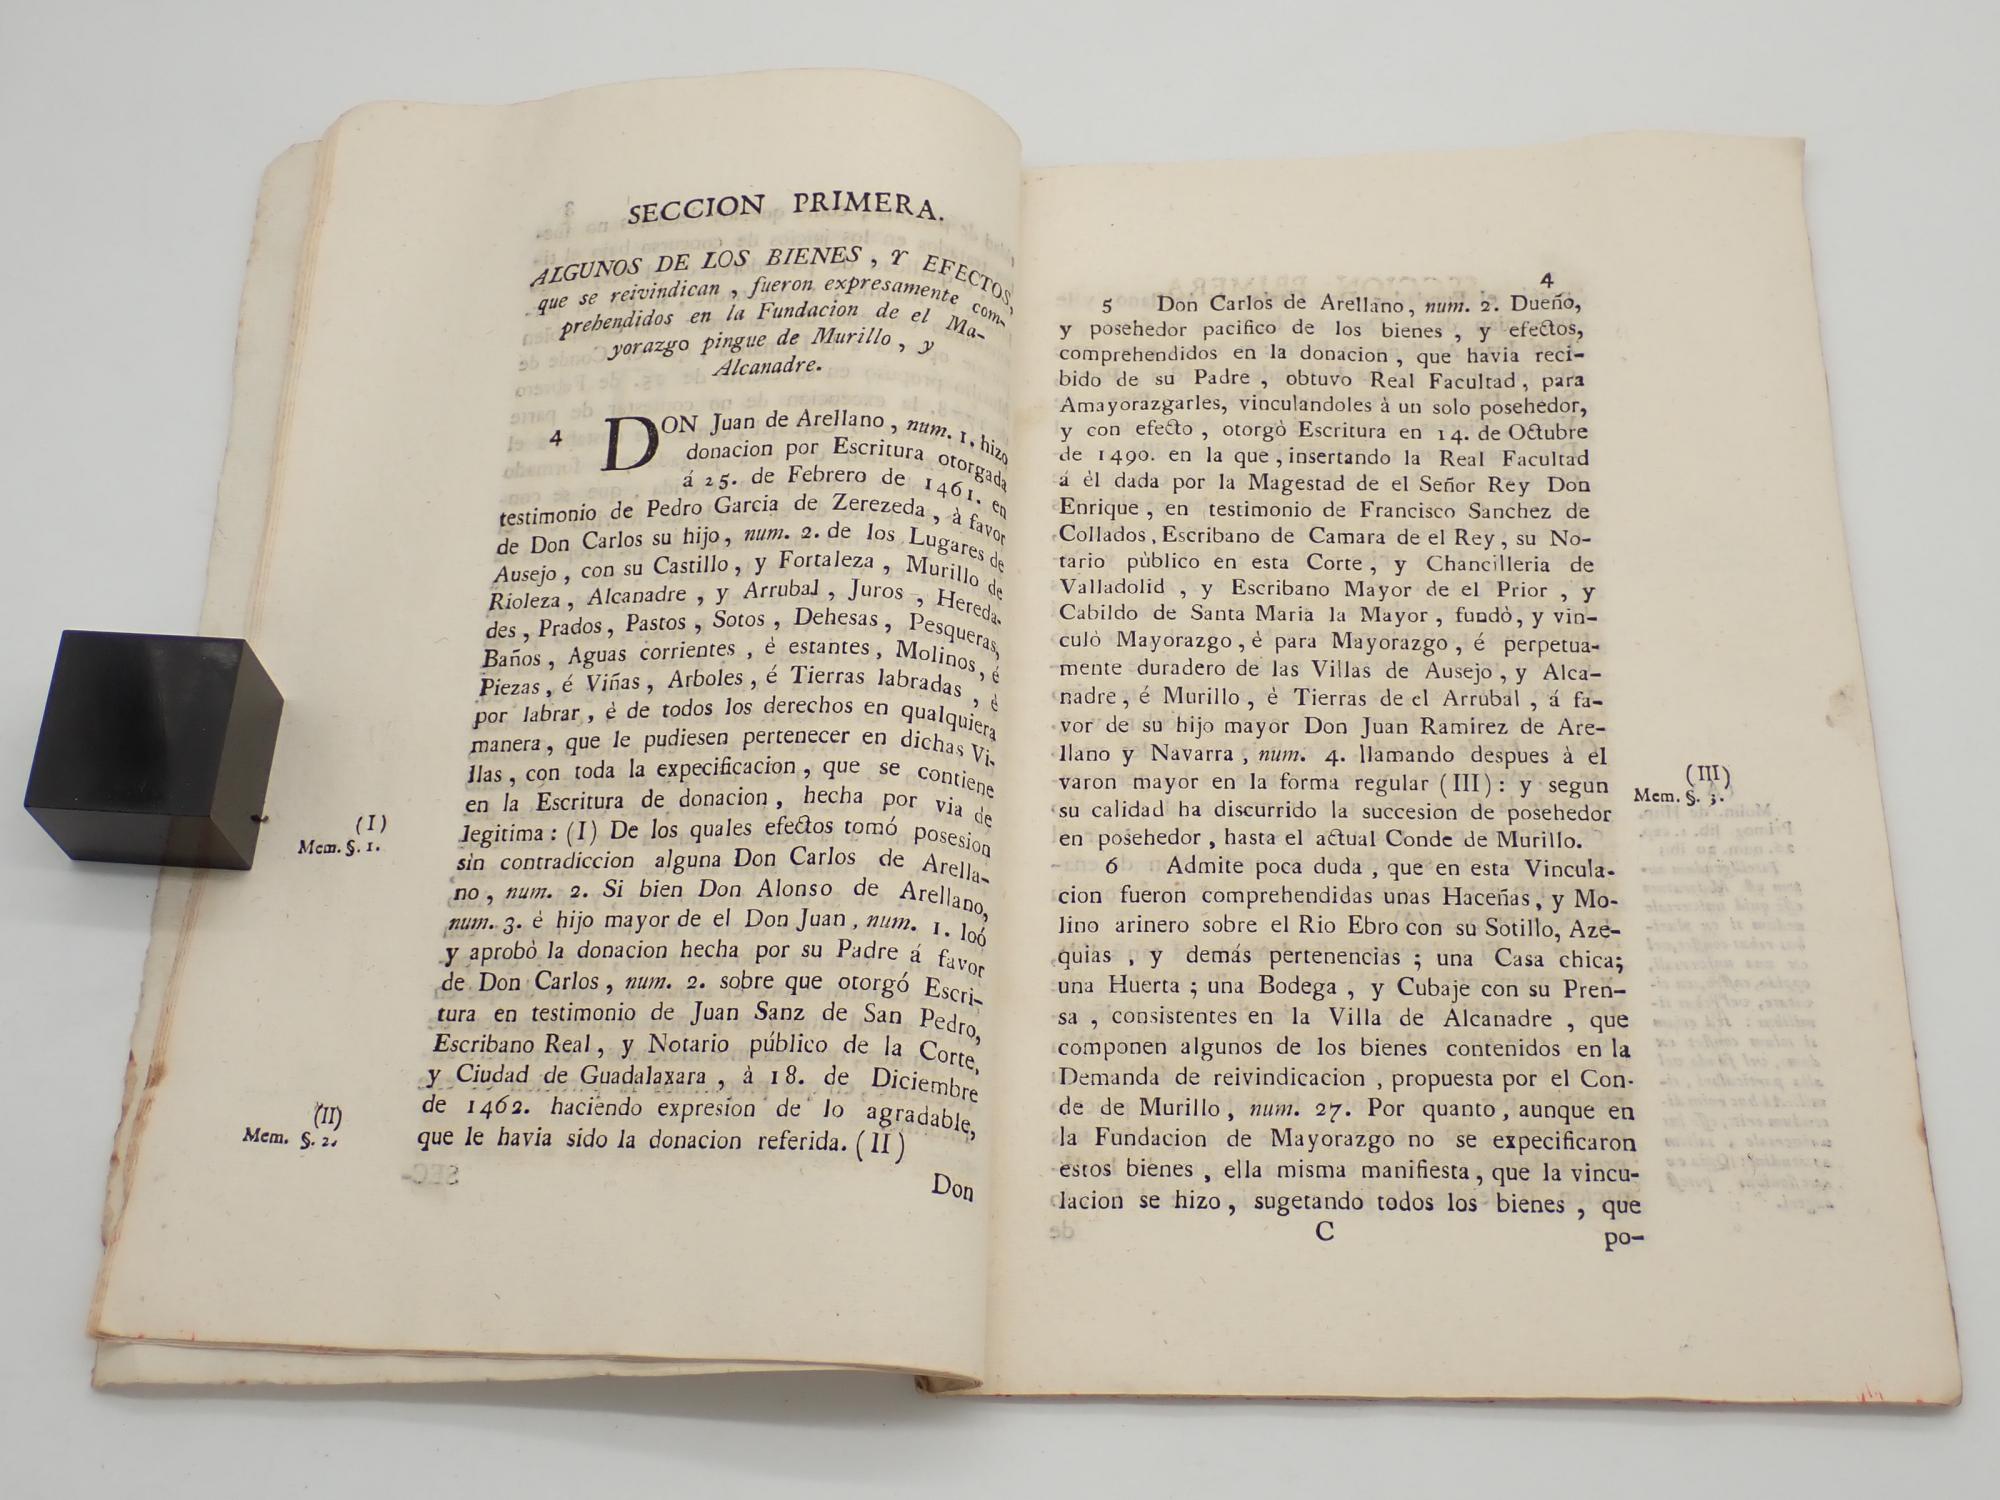 SECCION PRIMERA.
ALGUNOS DE LOS BIENES, Y EFECTOS,
que se reivindican, fueron expresamente com-
prehendidos en la Fundacion de el Ma-
yorazgo pingue de Murillo, y
Alcanadre.
4 DON Juan de Arellano, num. 1. hizo
donacion por Escritura otorgada
á 25. de Febrero de 1461. en
testimonio de Pedro Garcia de Zerezeda, à favor
de Don Carlos su hijo, num. 2. de los Lugares de
Ausejo, con su Castillo, y Fortaleza, Murillo de
Rioleza, Alcanadre, y Arrubal, Juros, Hereda-
des, Prados, Pastos, Sotos, Dehesas, Pesqueras,
Baños, Aguas corrientes, è estantes, Molinos, é
Piezas, é Viñas, Arboles, é Tierras labradas, è
por labrar, è de todos los derechos en qualquiera
manera, que le pudiesen pertenecer en dichas Vi-
llas, con toda la expecificacion, que se contiene
en la Escritura de donacion, hecha por via de
legitima: (I) De los quales efectos tomó posesion
sin contradiccion alguna Don Carlos de Arella-
no, num. 2. Si bien Don Alonso de Arellano,
num. 3. è hijo mayor de el Don Juan, num. 1. loó
y aprobò la donacion hecha por su Padre á favor
de Don Carlos, num. 2. sobre que otorgó Escri-
tura en testimonio de Juan Sanz de San Pedro,
Escribano Real, y Notario público de la Corte,
y Ciudad de Guadalaxara, à 18. de Diciembre
de 1462. haciendo expresion de lo agradable,
que le havia sido la donacion referida. (II)
Don
(I)
Mem. §. 1.
(II)
Mem. §. 2.
4
5 Don Carlos de Arellano, num. 2. Dueño,
y posehedor pacifico de los bienes, y efectos,
comprehendidos en la donacion, que havia reci-
bido de su Padre, obtuvo Real Facultad, para
Amayorazgarles, vinculandoles à un solo posehedor,
y con efecto, otorgò Escritura en 14. de Octubre
de 1490. en la que, insertando la Real Facultad
á èl dada por la Magestad de el Señor Rey Don
Enrique, en testimonio de Francisco Sanchez de
Collados, Escribano de Camara de el Rey, su No-
tario pùblico en esta Corte, y Chancilleria de
Valladolid, y Escribano Mayor de el Prior, y
Cabildo de Santa Maria la Mayor, fundò, y vin-
culò Mayorazgo, è para Mayorazgo, é perpetua-
mente duradero de las Villas de Ausejo, y Alca-
nadre, é Murillo, è Tierras de el Arrubal, á fa-
vor de su hijo mayor Don Juan Ramirez de Are-
llano y Navarra, num. 4. llamando despues à el
varon mayor en la forma regular (III): y segun
su calidad ha discurrido la succesion de posehedor
en posehedor, hasta el actual Conde de Murillo.
6 Admite poca duda, que en esta Vincula-
cion fueron comprehendidas unas Haceñas, y Mo-
lino arinero sobre el Rio Ebro con su Sotillo, Aze-
quias, y demás pertenencias; una Casa chica;
una Huerta; una Bodega, y Cubaje con su Pren-
sa, consistentes en la Villa de Alcanadre, que
componen algunos de los bienes contenidos en la
Demanda de reivindicacion, propuesta por el Con-
de de Murillo, num. 27. Por quanto, aunque en
la Fundacion de Mayorazgo no se expecificaron
estos bienes, ella misma manifiesta, que la vincu-
lacion se hizo, sugetando todos los bienes, que
C po-
(III)
Mem. §. 3.